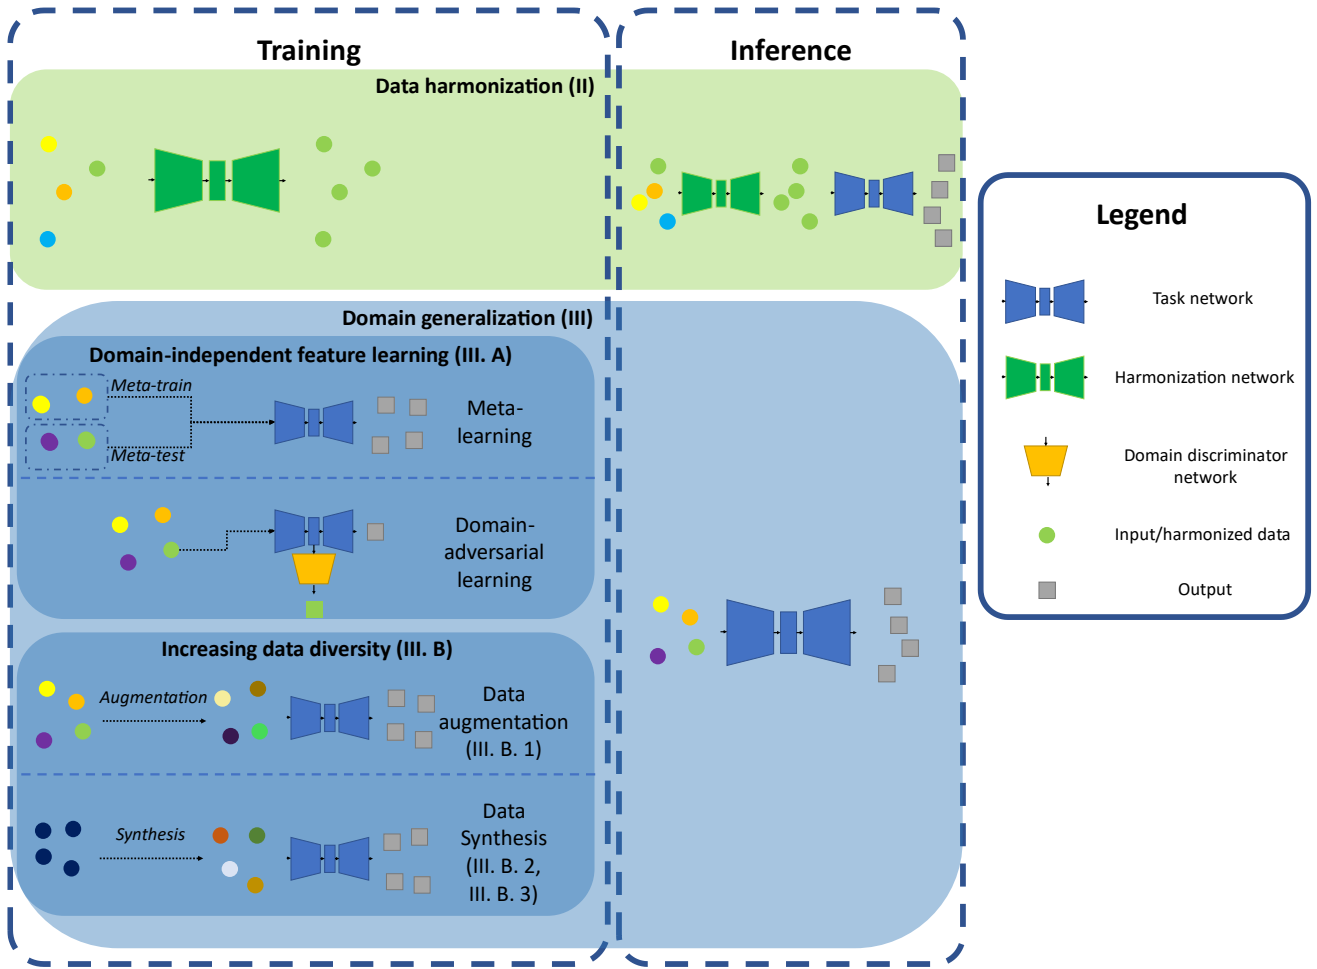 Training
Inference
Data harmonization (II)
Domain generalization (III)
Domain-independent feature learning (III. A)
Meta-train
Meta-test
Meta-
learning
Domain-
adversarial
learning
Increasing data diversity (III. B)
Augmentation
Data
augmentation
(III. B. 1)
Synthesis
Data
Synthesis
(III. B. 2,
III. B. 3)
Legend
Task network
Harmonization network
Domain discriminator
network
Input/harmonized data
Output